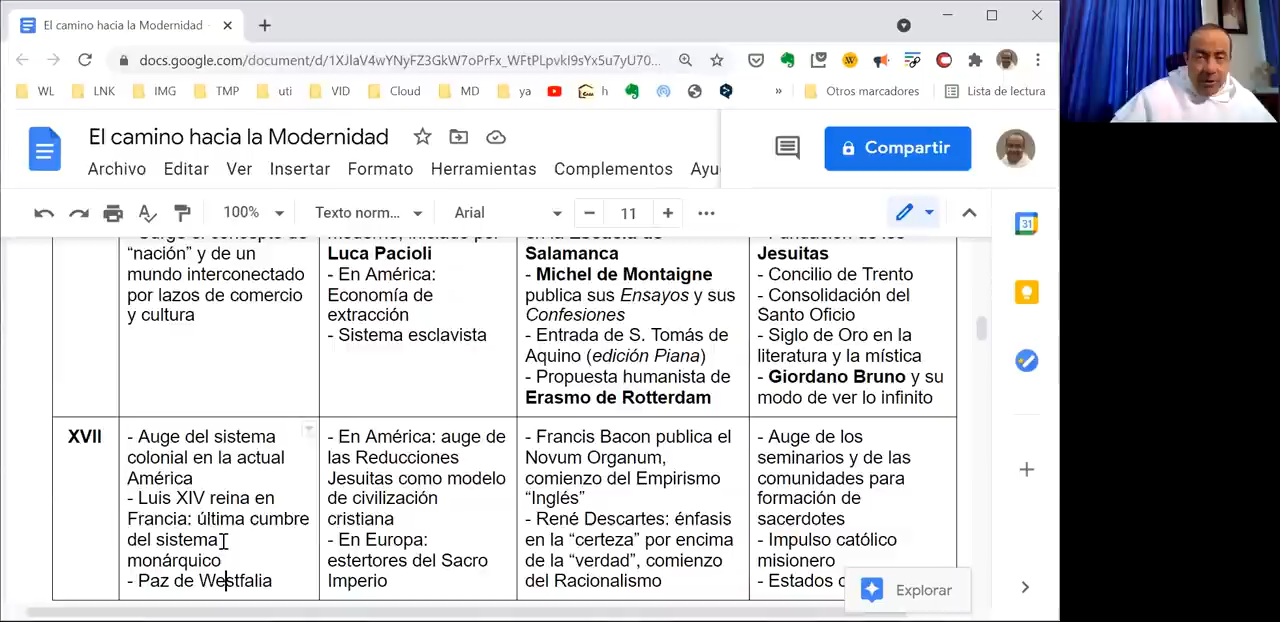 El camino hacia la Modernidad
docs.google.com/document/d/1XJlaV4wYNyFZ3GkW7oPrFx_WFtPLpvkI9sYx5u7yU70...
WL LNK IMG TMP uti VID Cloud MD ya h » Otros marcadores Lista de lectura
El camino hacia la Modernidad
Compartir
Archivo Editar Ver Insertar Formato Herramientas Complementos Ayu
100% Texto norm... Arial 11
31
“nación” y de un
mundo interconectado
por lazos de comercio
y cultura
Luca Pacioli
- En América:
Economía de
extracción
- Sistema esclavista
Salamanca
- Michel de Montaigne
publica sus Ensayos y sus
Confesiones
- Entrada de S. Tomás de
Aquino (edición Piana)
- Propuesta humanista de
Erasmo de Rotterdam
Jesuitas
- Concilio de Trento
- Consolidación del
Santo Oficio
- Siglo de Oro en la
literatura y la mística
- Giordano Bruno y su
modo de ver lo infinito
XVII
- Auge del sistema
colonial en la actual
América
- Luis XIV reina en
Francia: última cumbre
del sistema
monárquico
- Paz de Westfalia
- En América: auge de
las Reducciones
Jesuitas como modelo
de civilización
cristiana
- En Europa:
estertores del Sacro
Imperio
- Francis Bacon publica el
Novum Organum,
comienzo del Empirismo
“Inglés”
- René Descartes: énfasis
en la “certeza” por encima
de la “verdad”, comienzo
del Racionalismo
- Auge de los
seminarios y de las
comunidades para
formación de
sacerdotes
- Impulso católico
misionero
- Estados
Explorar